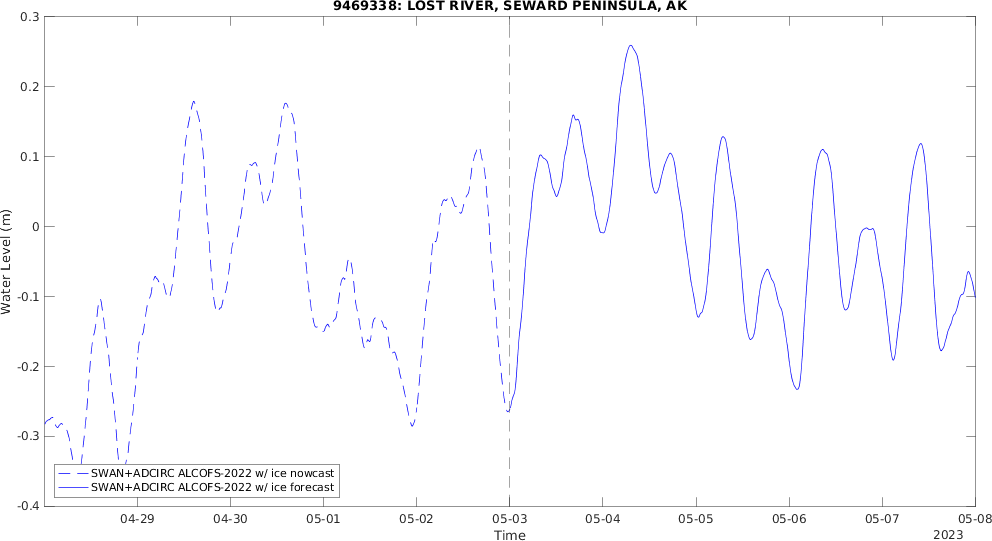 9469338: LOST RIVER, SEWARD PENINSULA, AK
0.3
0.2
0.1
0
-0.1
-0.2
-0.3
-0.4
Water Level (m)
SWAN+ADCIRC ALCOFS-2022 w/ ice nowcast
SWAN+ADCIRC ALCOFS-2022 w/ ice forecast
04-29 04-30 05-01 05-02 05-03 05-04 05-05 05-06 05-07 05-08
Time
2023